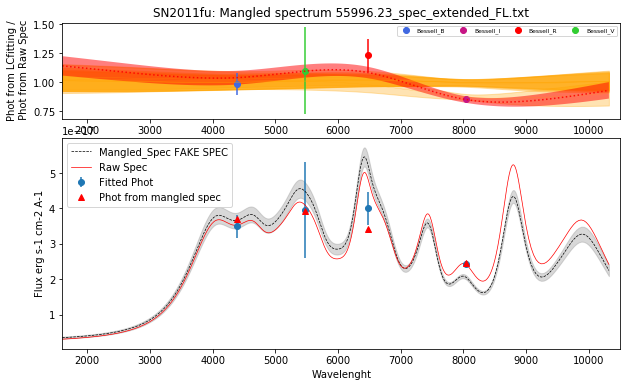 SN2011fu: Mangled spectrum 55996.23_spec_extended_FL.txt
Phot from LCfitting /
Phot from Raw Spec
1.50
1.25
1.00
0.75
Bessell_B
Bessell_I
Bessell_R
Bessell_V
2000 3000 4000 5000 6000 7000 8000 9000 10000
1e−17
Mangled_Spec FAKE SPEC
Raw Spec
Fitted Phot
Phot from mangled spec
Flux erg s-1 cm-2 A-1
5
4
3
2
1
2000 3000 4000 5000 6000 7000 8000 9000 10000
Wavelenght